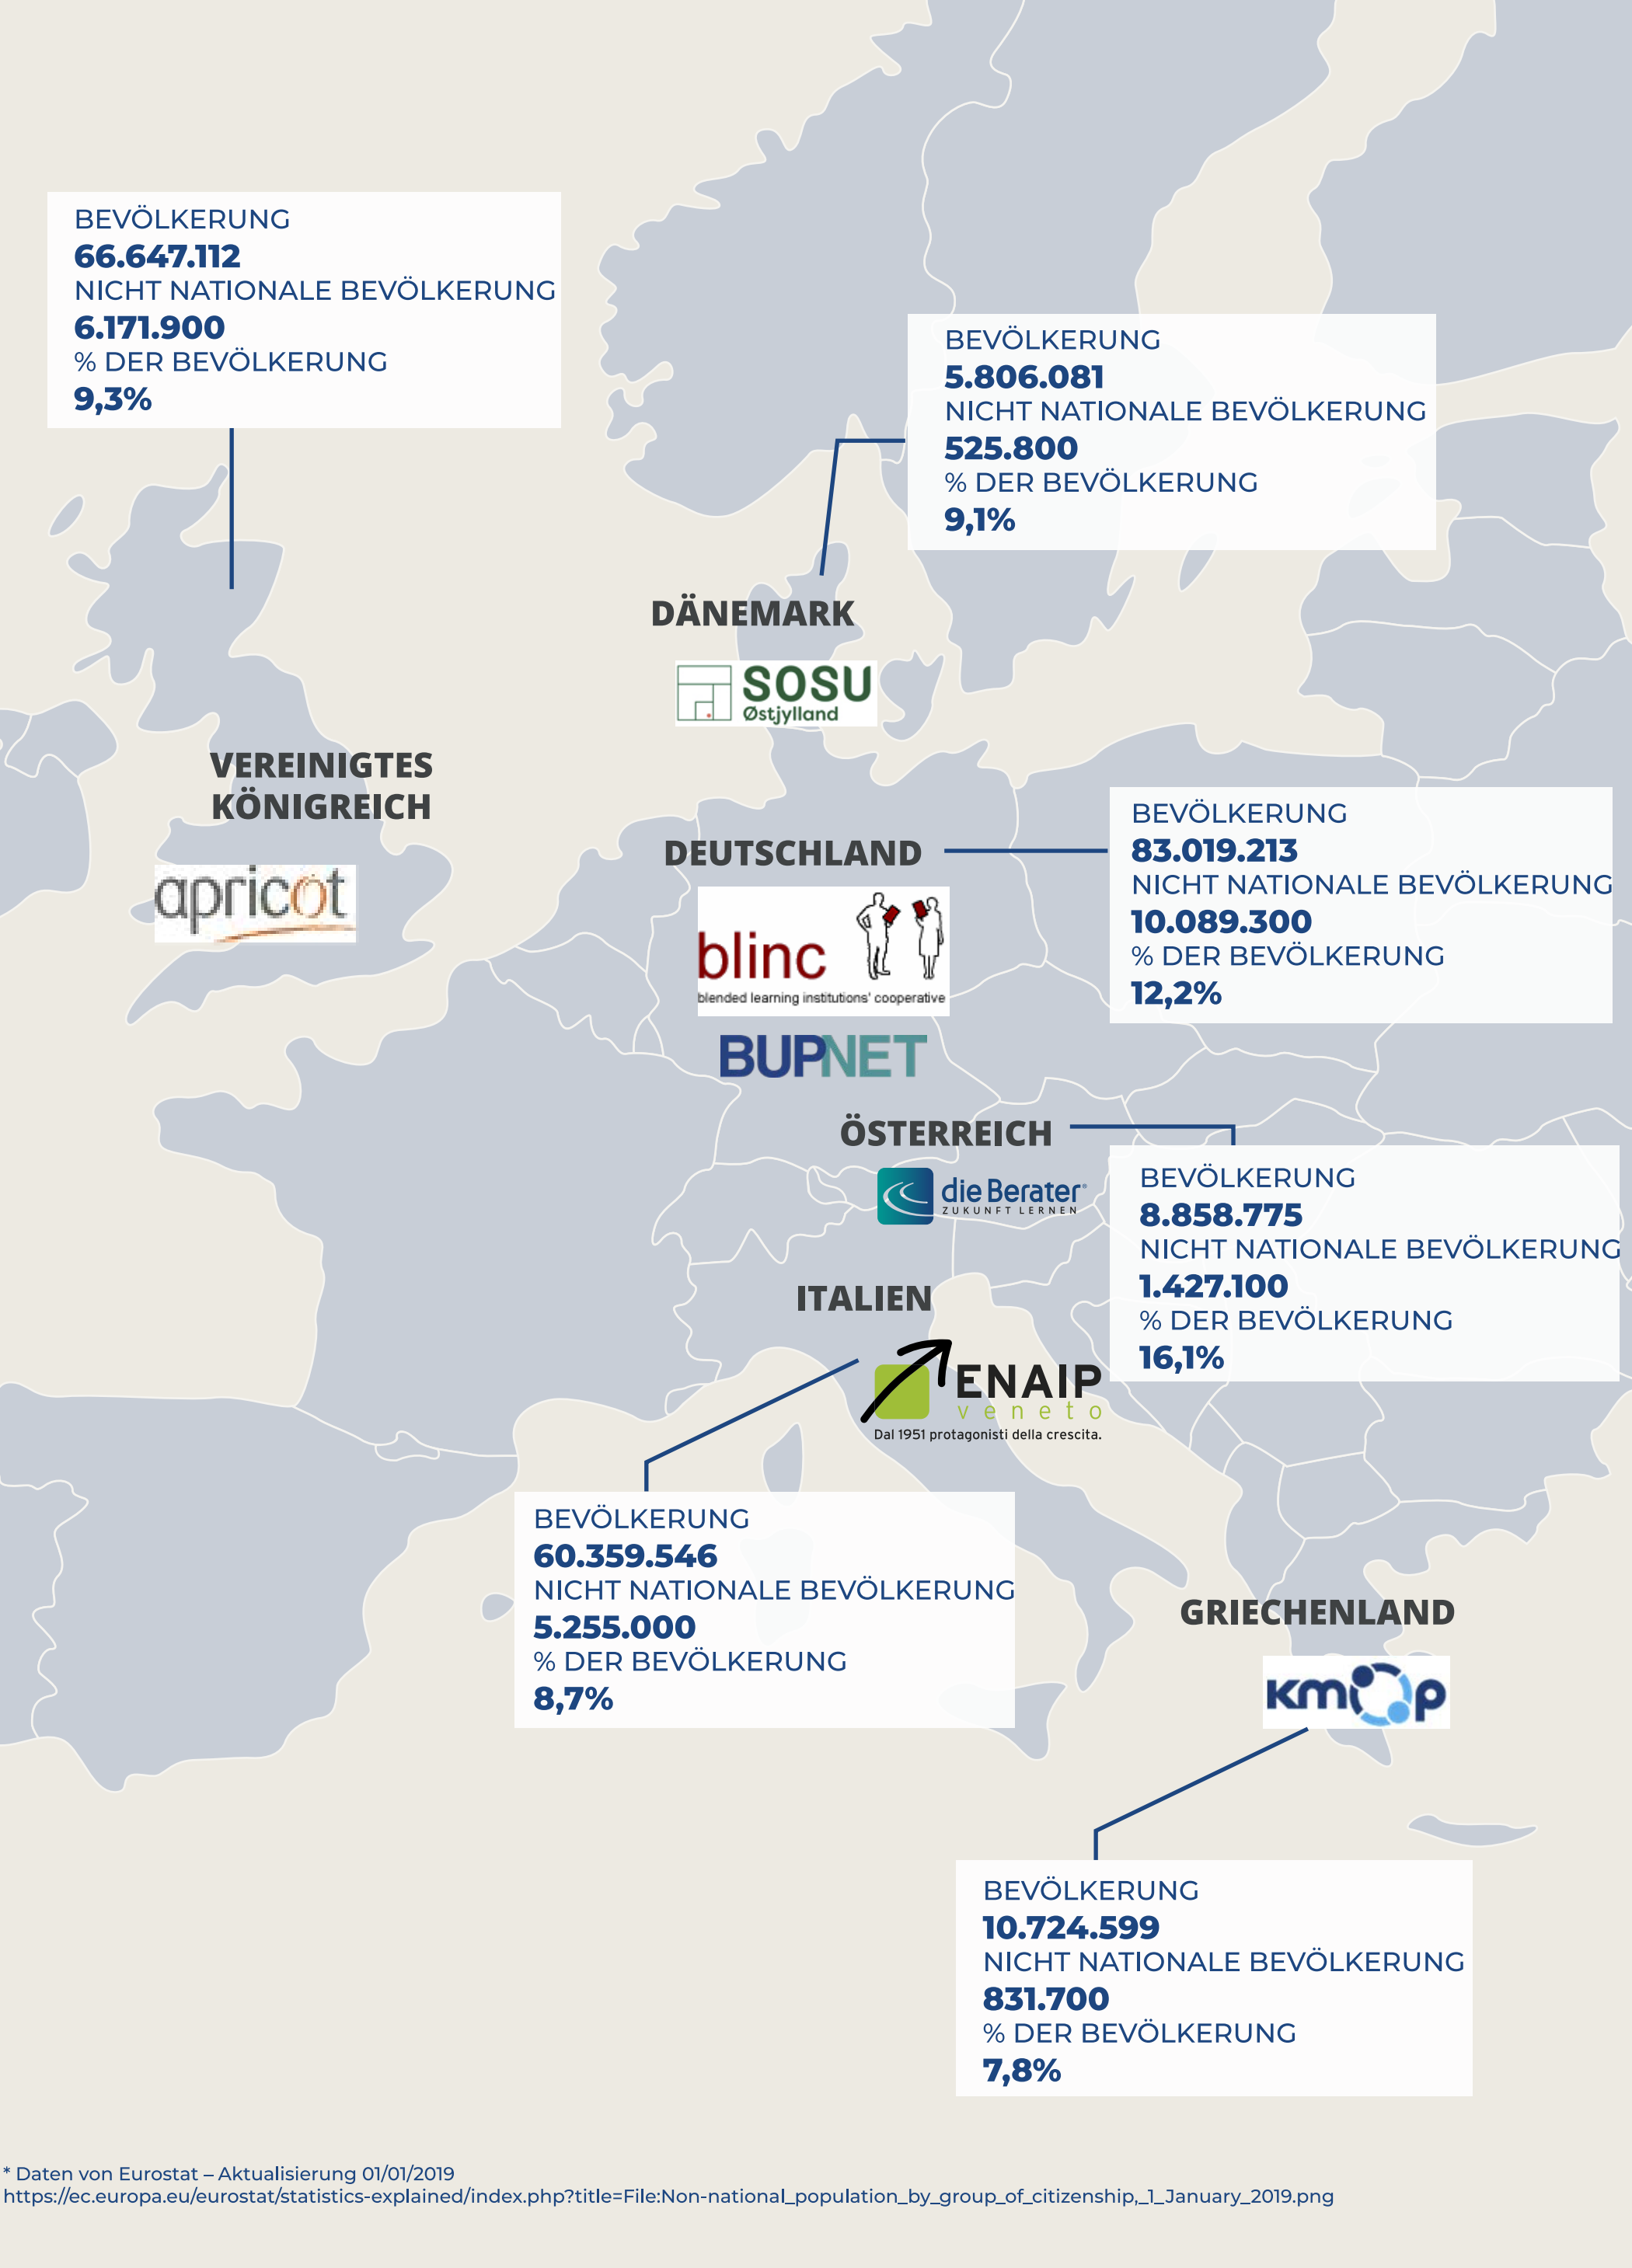 BEVÖLKERUNG
66.647.112
NICHT NATIONALE BEVÖLKERUNG
6.171.900
% DER BEVÖLKERUNG
9,3%
BEVÖLKERUNG
5.806.081
NICHT NATIONALE BEVÖLKERUNG
525.800
% DER BEVÖLKERUNG
9,1%
DÄNEMARK
SOSU
Østjylland
VEREINIGTES
KÖNIGREICH
apricot
DEUTSCHLAND
blinc
blended learning institutions' cooperative
BUPNET
BEVÖLKERUNG
83.019.213
NICHT NATIONALE BEVÖLKERUNG
10.089.300
% DER BEVÖLKERUNG
12,2%
ÖSTERREICH
die Berater®
ZUKUNFT LERNEN
BEVÖLKERUNG
8.858.775
NICHT NATIONALE BEVÖLKERUNG
1.427.100
% DER BEVÖLKERUNG
16,1%
ITALIEN
ENAIP
veneto
Dal 1951 protagonisti della crescita.
BEVÖLKERUNG
60.359.546
NICHT NATIONALE BEVÖLKERUNG
5.255.000
% DER BEVÖLKERUNG
8,7%
GRIECHENLAND
kmop
BEVÖLKERUNG
10.724.599
NICHT NATIONALE BEVÖLKERUNG
831.700
% DER BEVÖLKERUNG
7,8%
* Daten von Eurostat – Aktualisierung 01/01/2019
https://ec.europa.eu/eurostat/statistics-explained/index.php?title=File:Non-national_population_by_group_of_citizenship,_1_January_2019.png